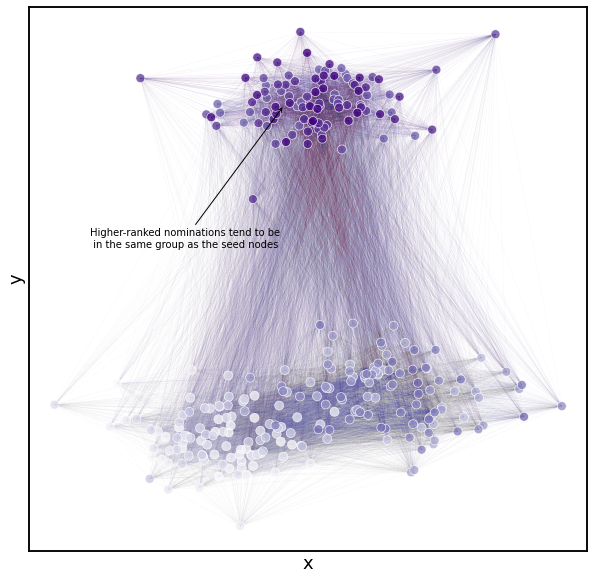 Higher-ranked nominations tend to be
in the same group as the seed nodes
y
x